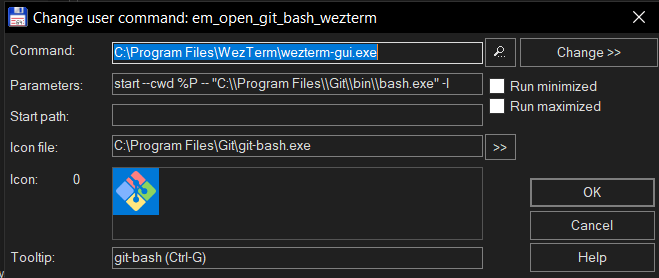 Change user command: em_open_git_bash_wezterm
Command: C:\Program Files\WezTerm\wezterm-gui.exe Change >>
Parameters: start --cwd %P -- "C:\\Program Files\\Git\\bin\\bash.exe" -l Run minimized
Run maximized
Start path:
Icon file: C:\Program Files\Git\git-bash.exe >>
Icon: 0
OK
Cancel
Tooltip: git-bash (Ctrl-G) Help